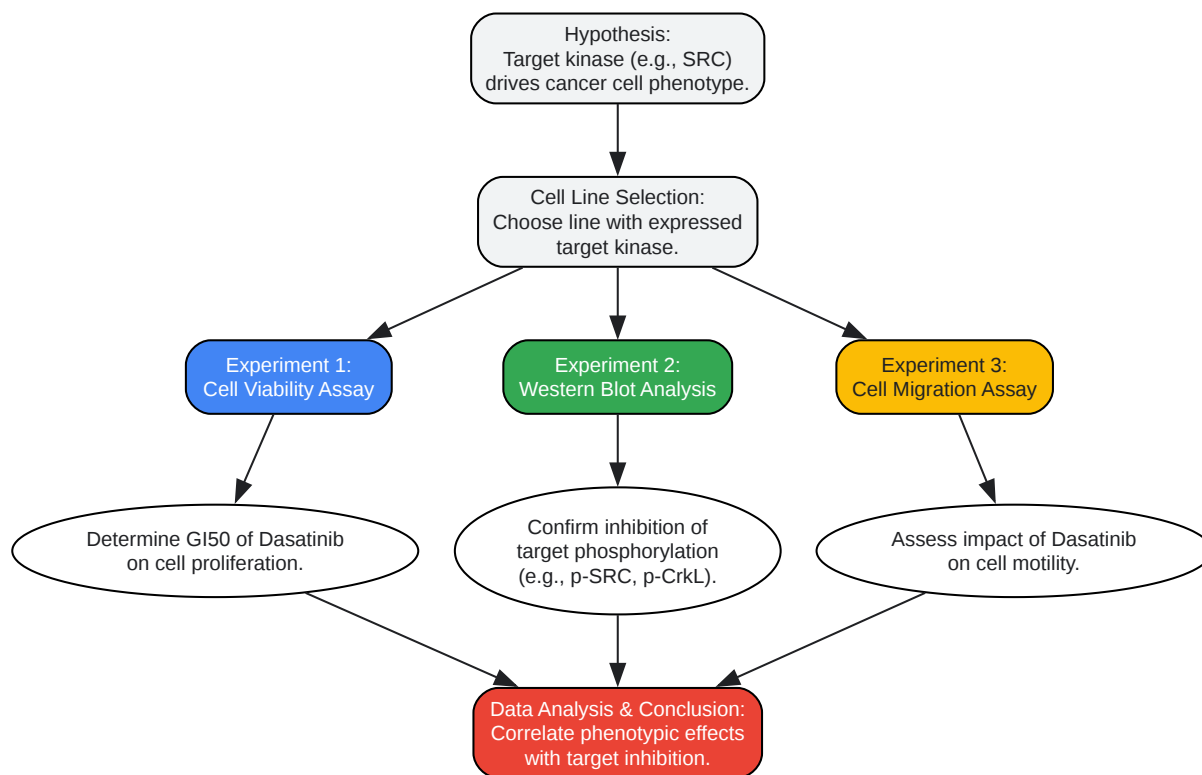 Hypothesis:
Target kinase (e.g., SRC)
drives cancer cell phenotype.
Cell Line Selection:
Choose line with expressed
target kinase.
Experiment 1:
Cell Viability Assay
Experiment 2:
Western Blot Analysis
Experiment 3:
Cell Migration Assay
Determine GI50 of Dasatinib
on cell proliferation.
Confirm inhibition of
target phosphorylation
(e.g., p-SRC, p-CrkL).
Assess impact of Dasatinib
on cell motility.
Data Analysis & Conclusion:
Correlate phenotypic effects
with target inhibition.